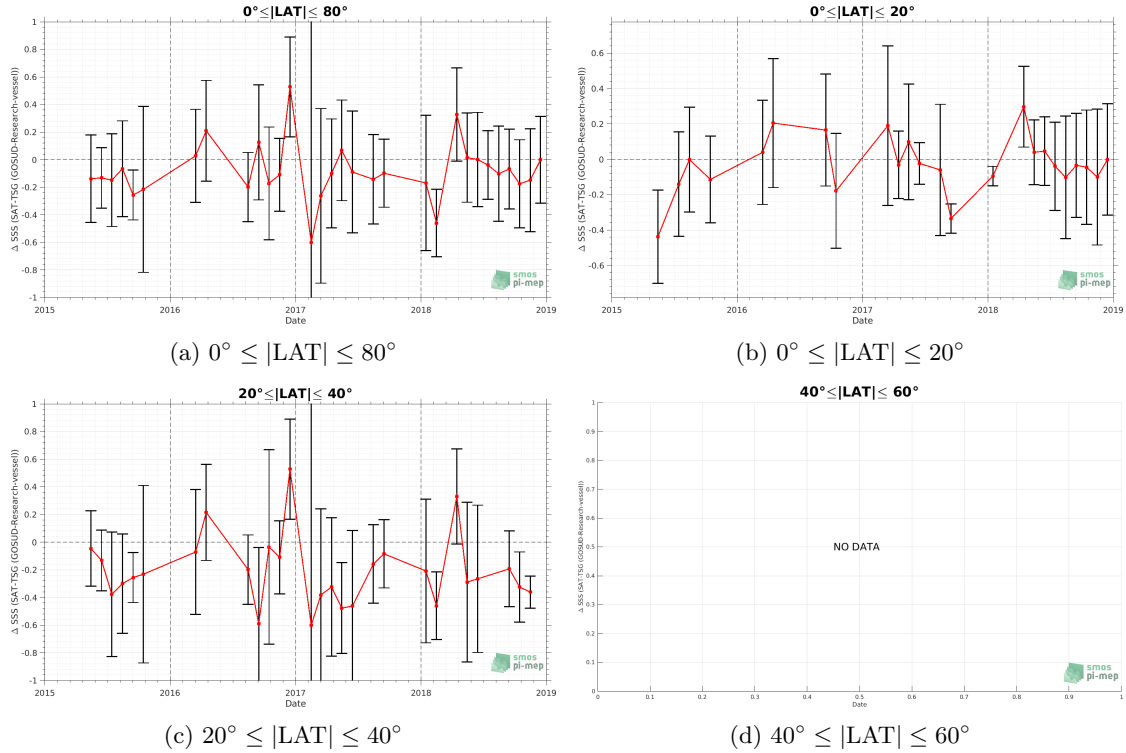 0°≤|LAT|≤ 80°
Δ SSS (SAT-TSG (GOSUD-Research-vessel))
1
0.8
0.6
0.4
0.2
0
-0.2
-0.4
-0.6
-0.8
-1
2015 2016 2017 2018 2019
Date
smos
pi-mep
(a) 0° ≤ |LAT| ≤ 80°
0°≤|LAT|≤ 20°
Δ SSS (SAT-TSG (GOSUD-Research-vessel))
0.6
0.4
0.2
0
-0.2
-0.4
-0.6
2015 2016 2017 2018 2019
Date
smos
pi-mep
(b) 0° ≤ |LAT| ≤ 20°
20°≤|LAT|≤ 40°
Δ SSS (SAT-TSG (GOSUD-Research-vessel))
1
0.8
0.6
0.4
0.2
0
-0.2
-0.4
-0.6
-0.8
-1
2015 2016 2017 2018 2019
Date
smos
pi-mep
(c) 20° ≤ |LAT| ≤ 40°
40°≤|LAT|≤ 60°
Δ SSS (SAT-TSG (GOSUD-Research-vessel))
1
0.9
0.8
0.7
0.6
0.5
0.4
0.3
0.2
0.1
0
NO DATA
0 0.1 0.2 0.3 0.4 0.5 0.6 0.7 0.8 0.9 1
Date
smos
pi-mep
(d) 40° ≤ |LAT| ≤ 60°